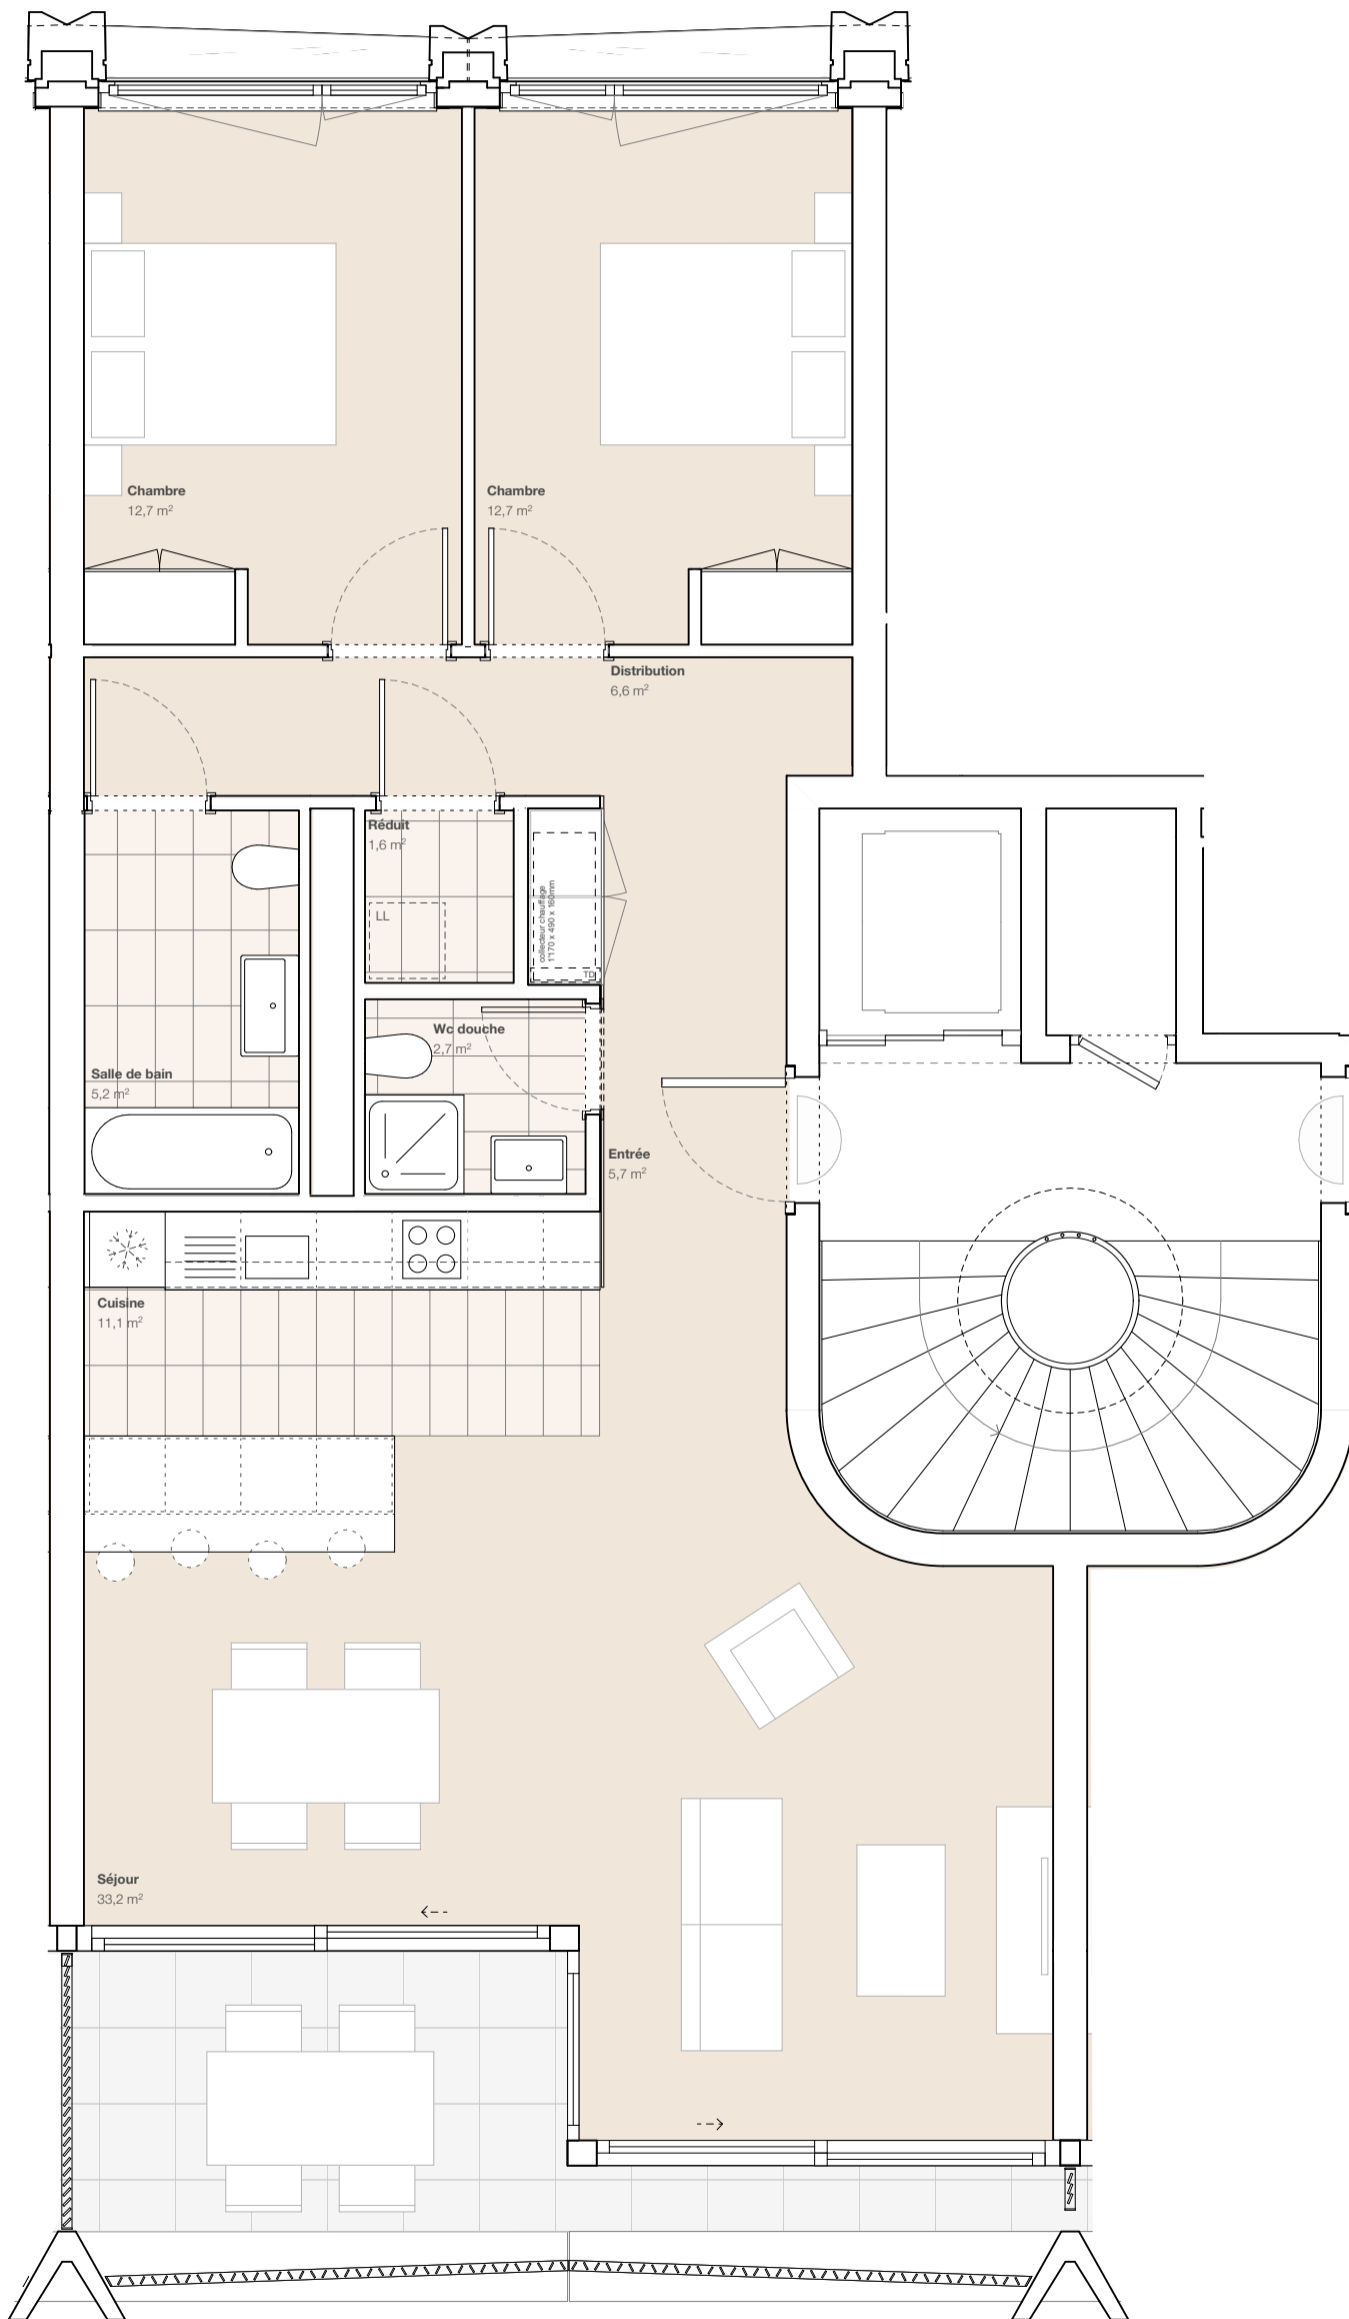 Chambre
12,7 m²
Chambre
12,7 m²
Distribution
6,6 m²
Réduit
1,6 m²
LL
collecteur chauffage
1'170 x 490 x 160mm
TD
Wc douche
2,7 m²
Salle de bain
5,2 m²
Entrée
5,7 m²
Cuisine
11,1 m²
Séjour
33,2 m²